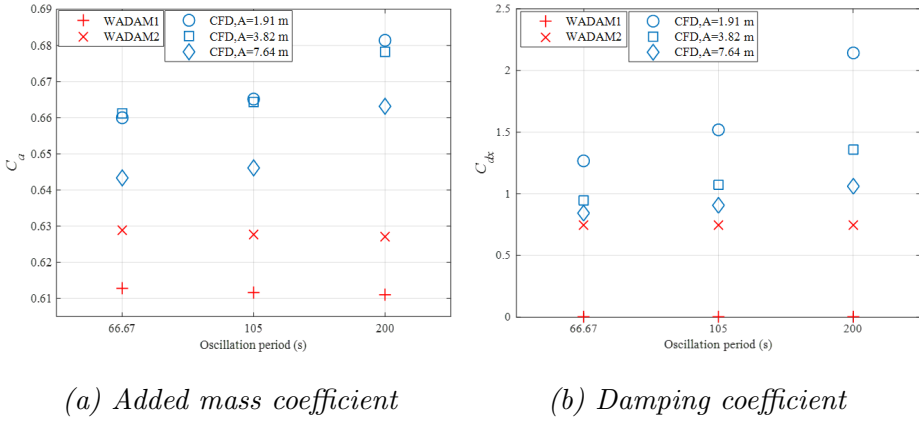 0.69
0.68
0.67
0.66
0.65
0.64
0.63
0.62
0.61
C_a
WADAM1
WADAM2
CFD,A=1.91 m
CFD,A=3.82 m
CFD,A=7.64 m
66.67 105 200
Oscillation period (s)
(a) Added mass coefficient
2.5
2
1.5
1
0.5
0
C_dx
WADAM1
WADAM2
CFD,A=1.91 m
CFD,A=3.82 m
CFD,A=7.64 m
66.67 105 200
Oscillation period (s)
(b) Damping coefficient